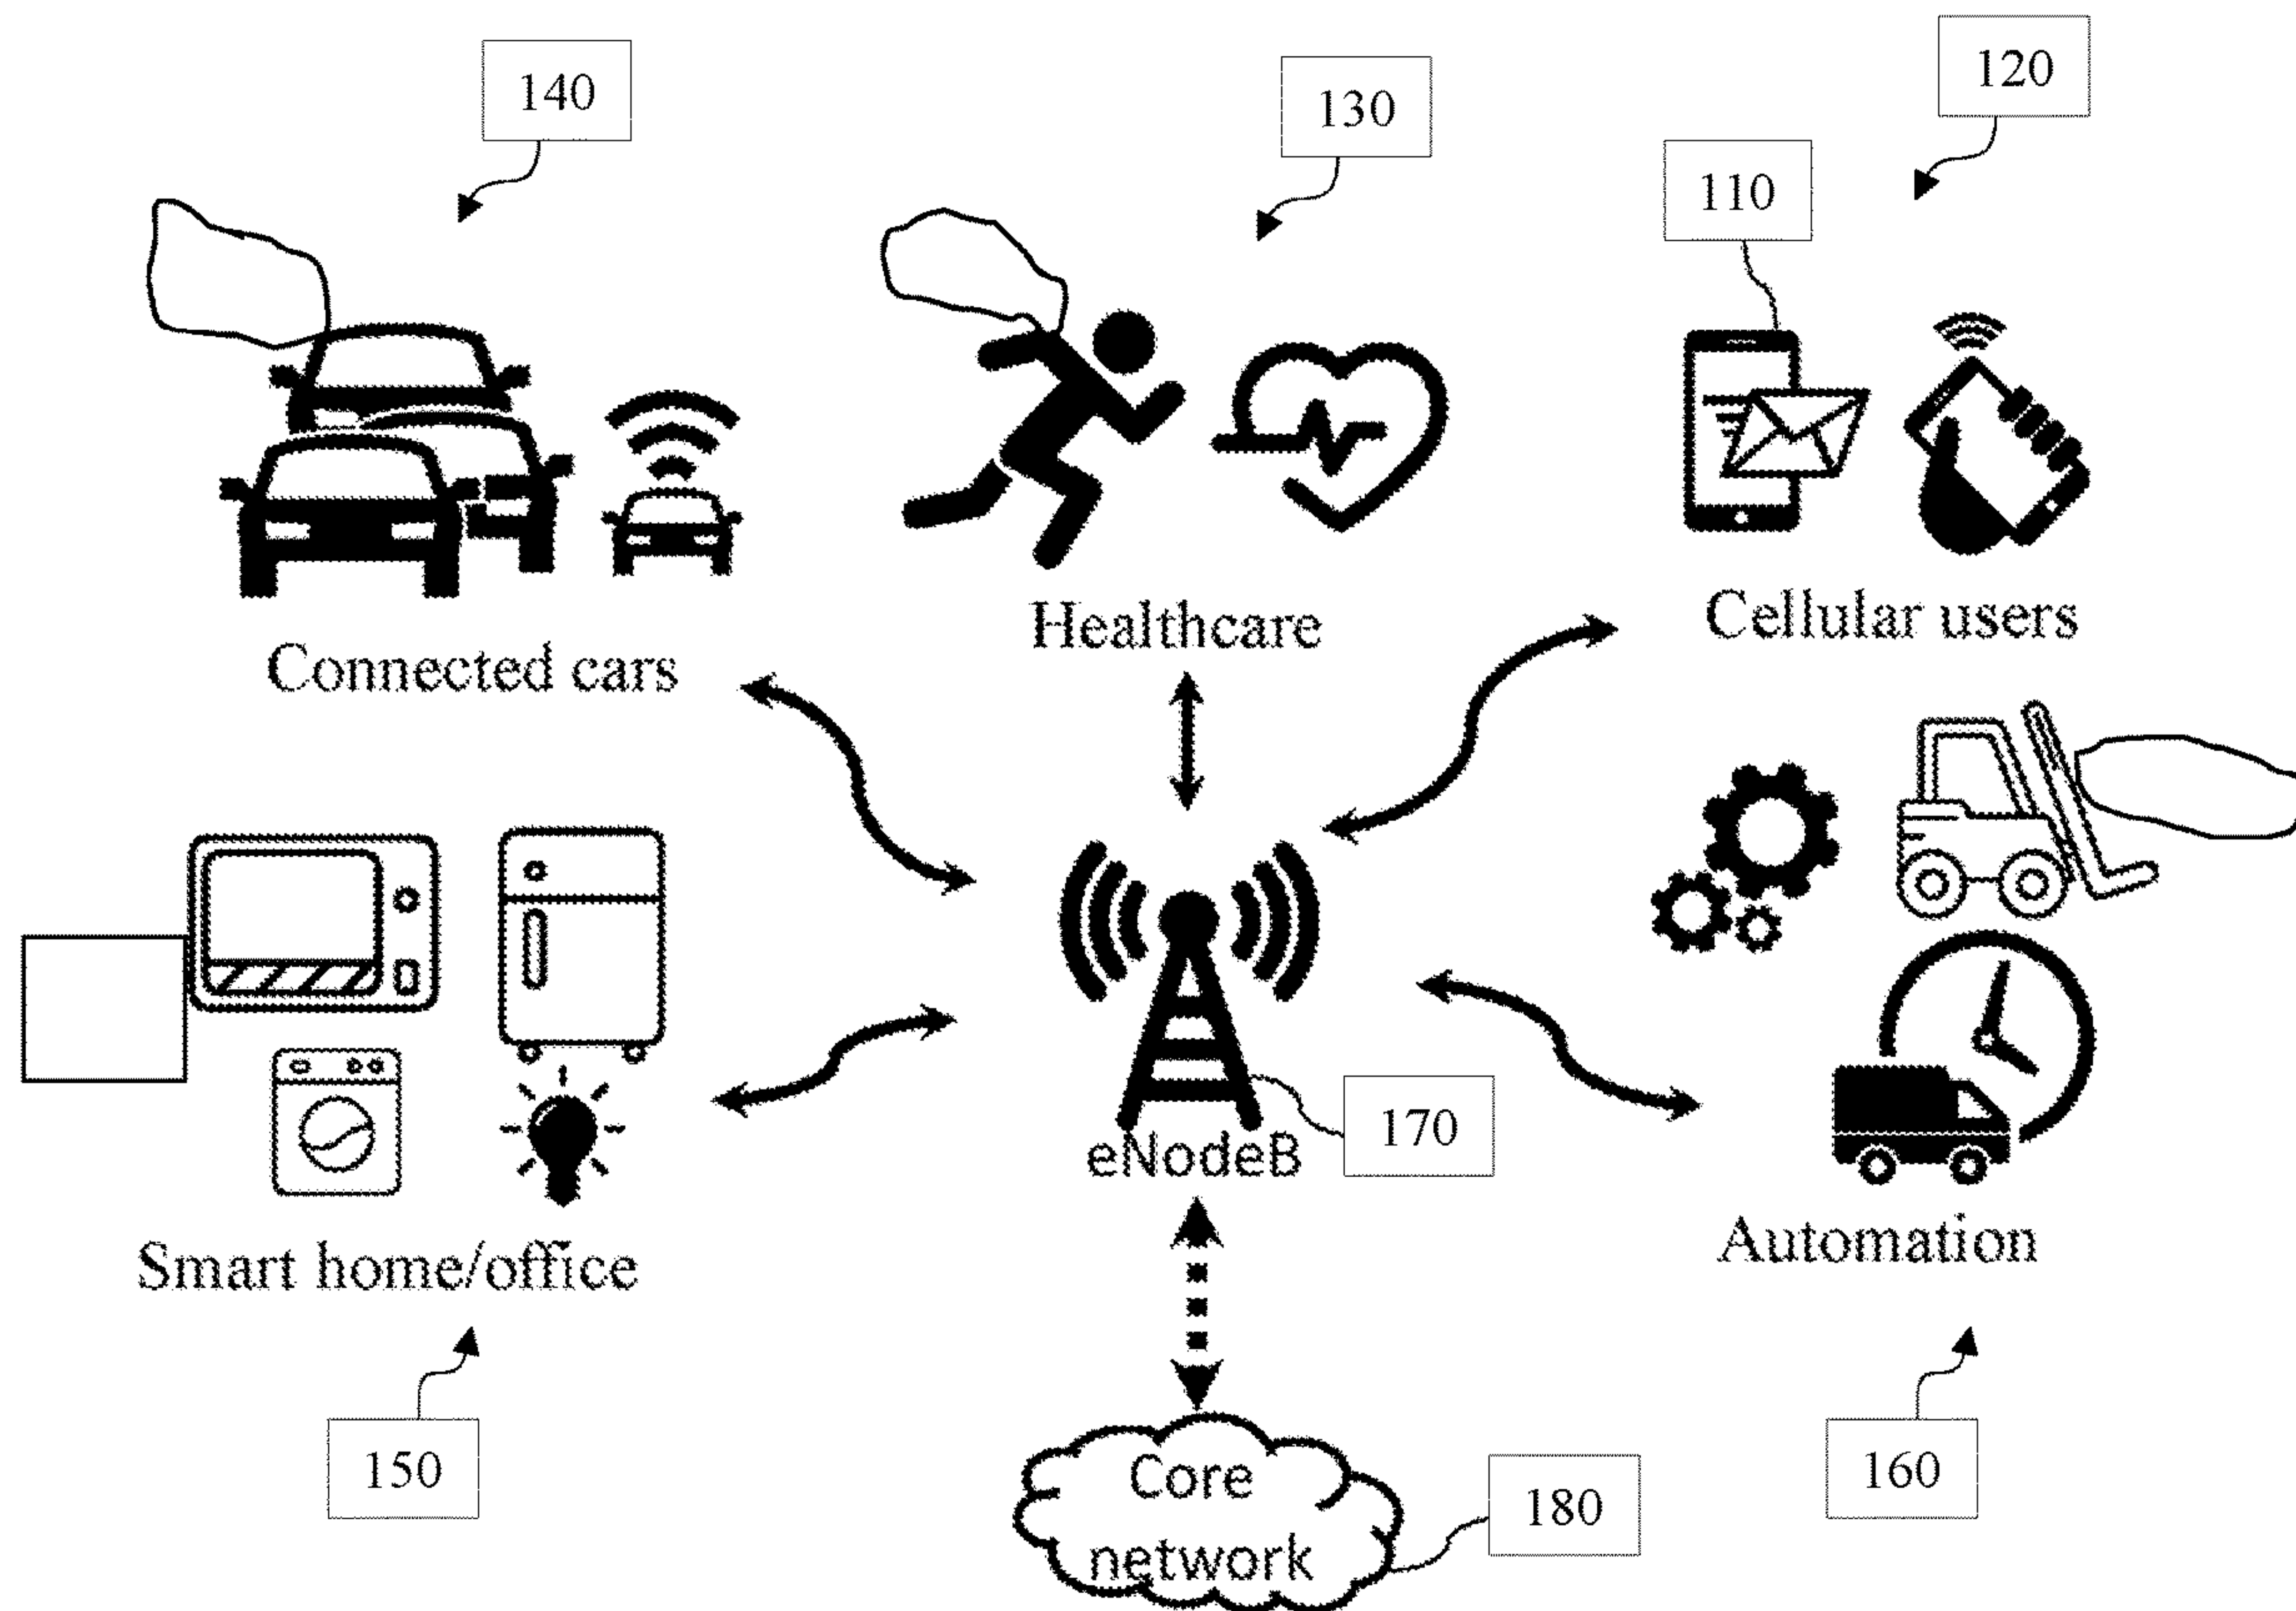 140
130
120
110
Connected cars
Healthcare
Cellular users
eNodeB
170
Smart home/office
Automation
150
160
Core
network
180